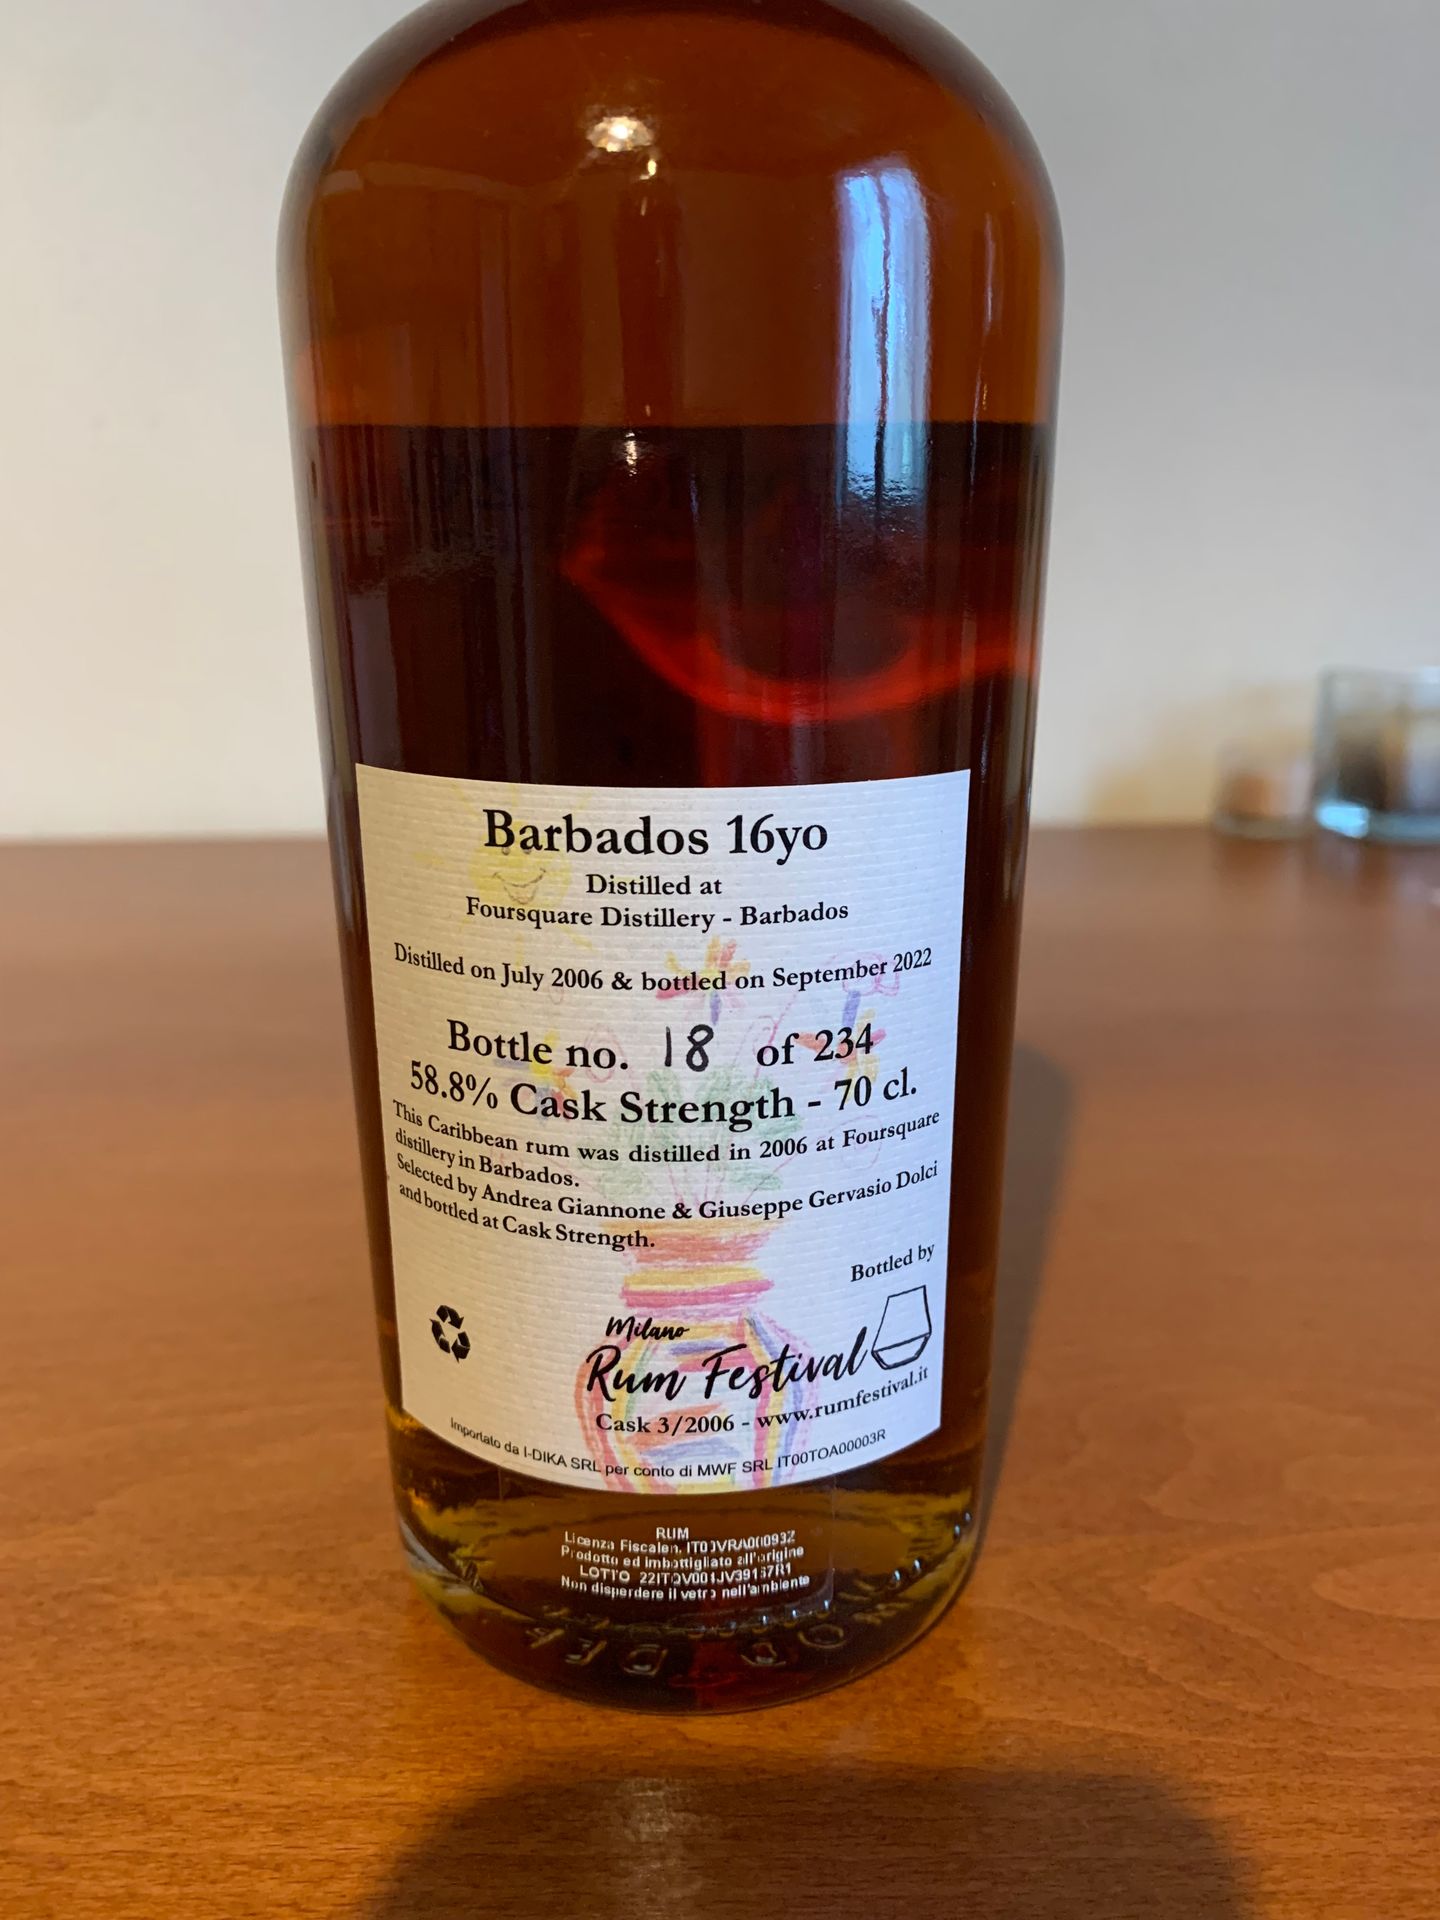 Barbados 16yo
Distilled at
Foursquare Distillery - Barbados
Distilled on July 2006 & bottled on September 2022
Bottle no. 18 of 234
58.8% Cask Strength - 70 cl.
This Caribbean rum was distilled in 2006 at Foursquare
distillery in Barbados.
Selected by Andrea Giannone & Giuseppe Gervasio Dolci
and bottled at Cask Strength.
Bottled by
Milano
Rum Festival
Cask 3/2006 - www.rumfestival.it
Importato da I-DIKA SRL per conto di MWF SRL IT00TOA00003R
RUM
Licenza Fiscale
Prodotto ed imbottigliato all'origine
LOTTO
Non disperdere il vetro nell'ambiente